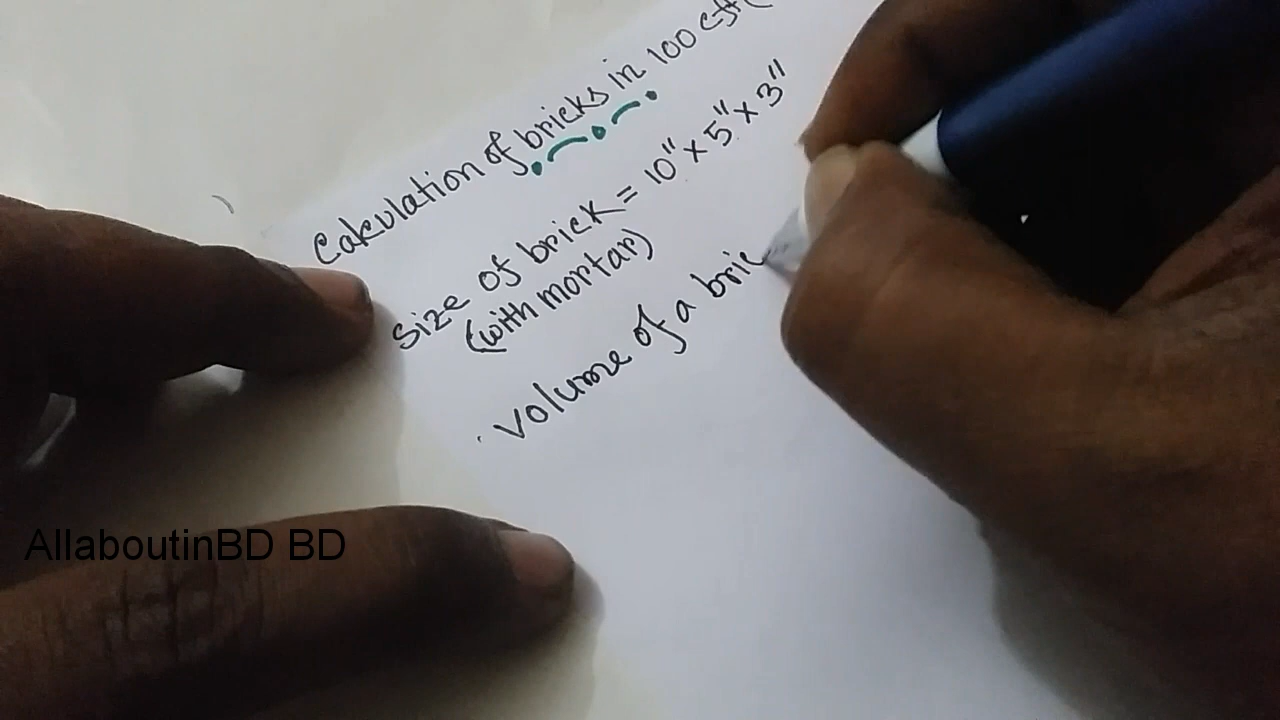 Calculation of bricks in 100 cft
Size of brick = 10" x 5" x 3"
(with mortar)
Volume of a bric
AllaboutinBD BD